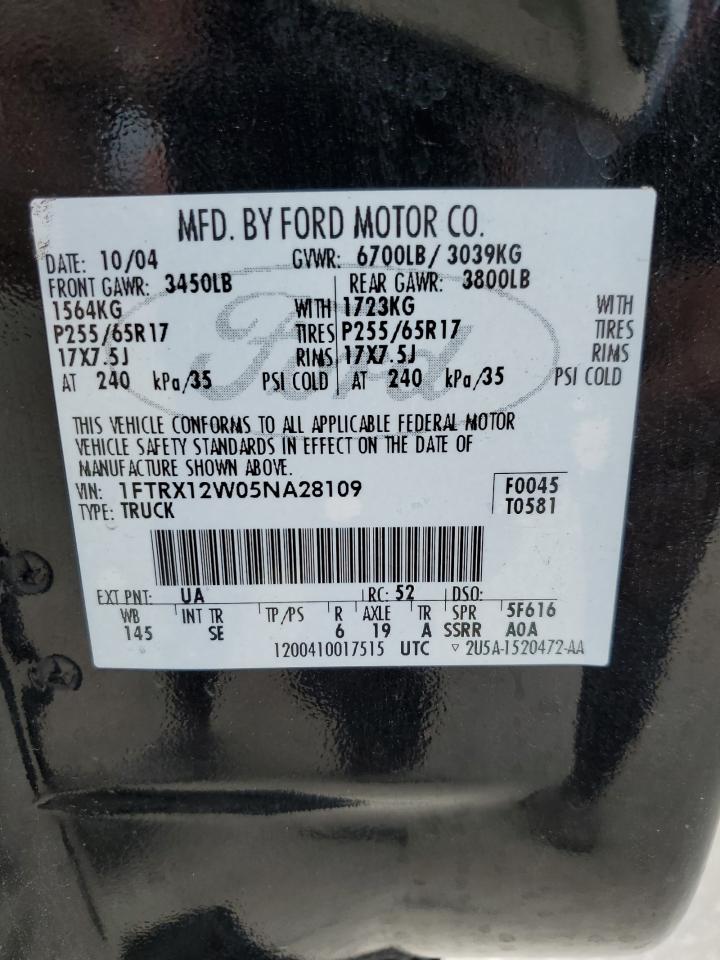 MFD. BY FORD MOTOR CO.
DATE: 10/04 GVWR: 6700LB/ 3039KG
FRONT GAWR: 3450LB REAR GAWR: 3800LB
1564KG WITH 1723KG WITH
P255/65R17 TIRES P255/65R17 TIRES
17X7.5J RIMS 17X7.5J RIMS
AT 240 kPa/35 PSI COLD AT 240 kPa/35 PSI COLD
Ford
THIS VEHICLE CONFORMS TO ALL APPLICABLE FEDERAL MOTOR
VEHICLE SAFETY STANDARDS IN EFFECT ON THE DATE OF
MANUFACTURE SHOWN ABOVE.
VIN: 1FTRX12W05NA28109 F0045
TYPE: TRUCK T0581
EXT PNT: UA RC: 52 DSO:
WB INT TR TP/PS R AXLE TR SPR 5F616
145 SE 6 19 A SSRR A0A
1200410017515 UTC ▽ 2U5A-1520472-AA